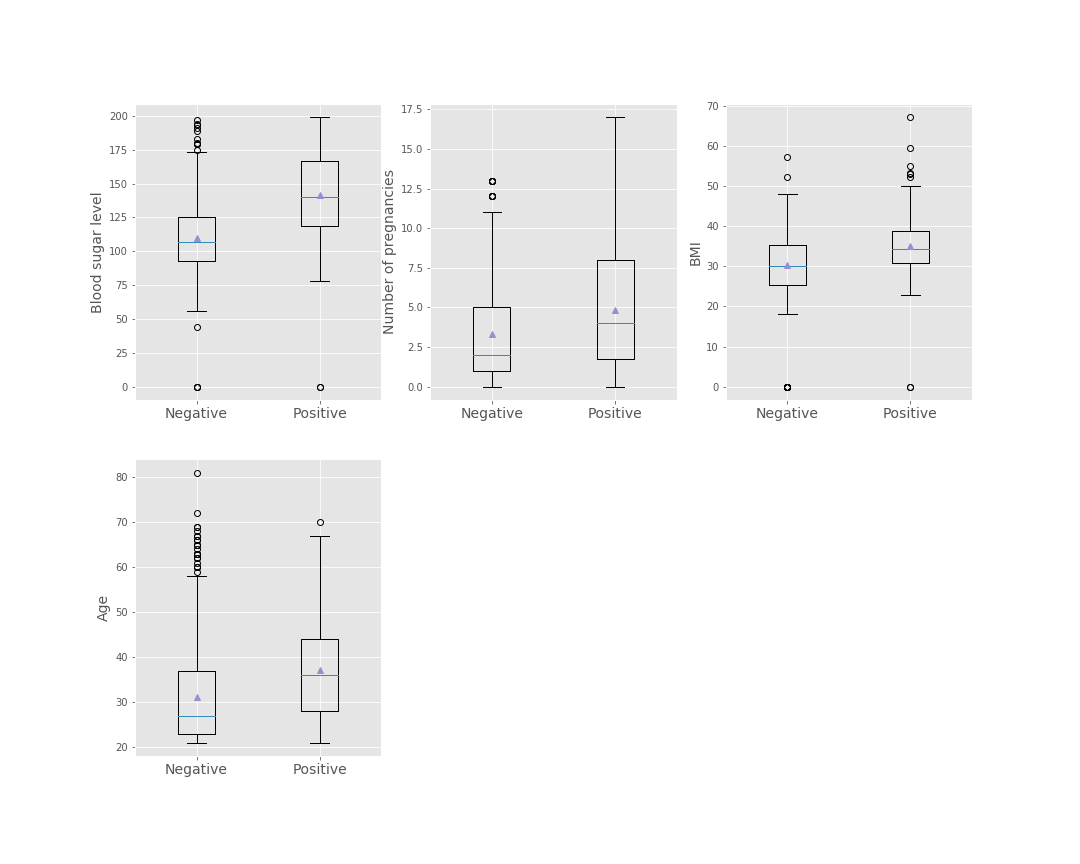 Blood sugar level
200
175
150
125
100
75
50
25
0
Negative
Positive
Number of pregnancies
17.5
15.0
12.5
10.0
7.5
5.0
2.5
0.0
Negative
Positive
BMI
70
60
50
40
30
20
10
0
Negative
Positive
Age
80
70
60
50
40
30
20
Negative
Positive